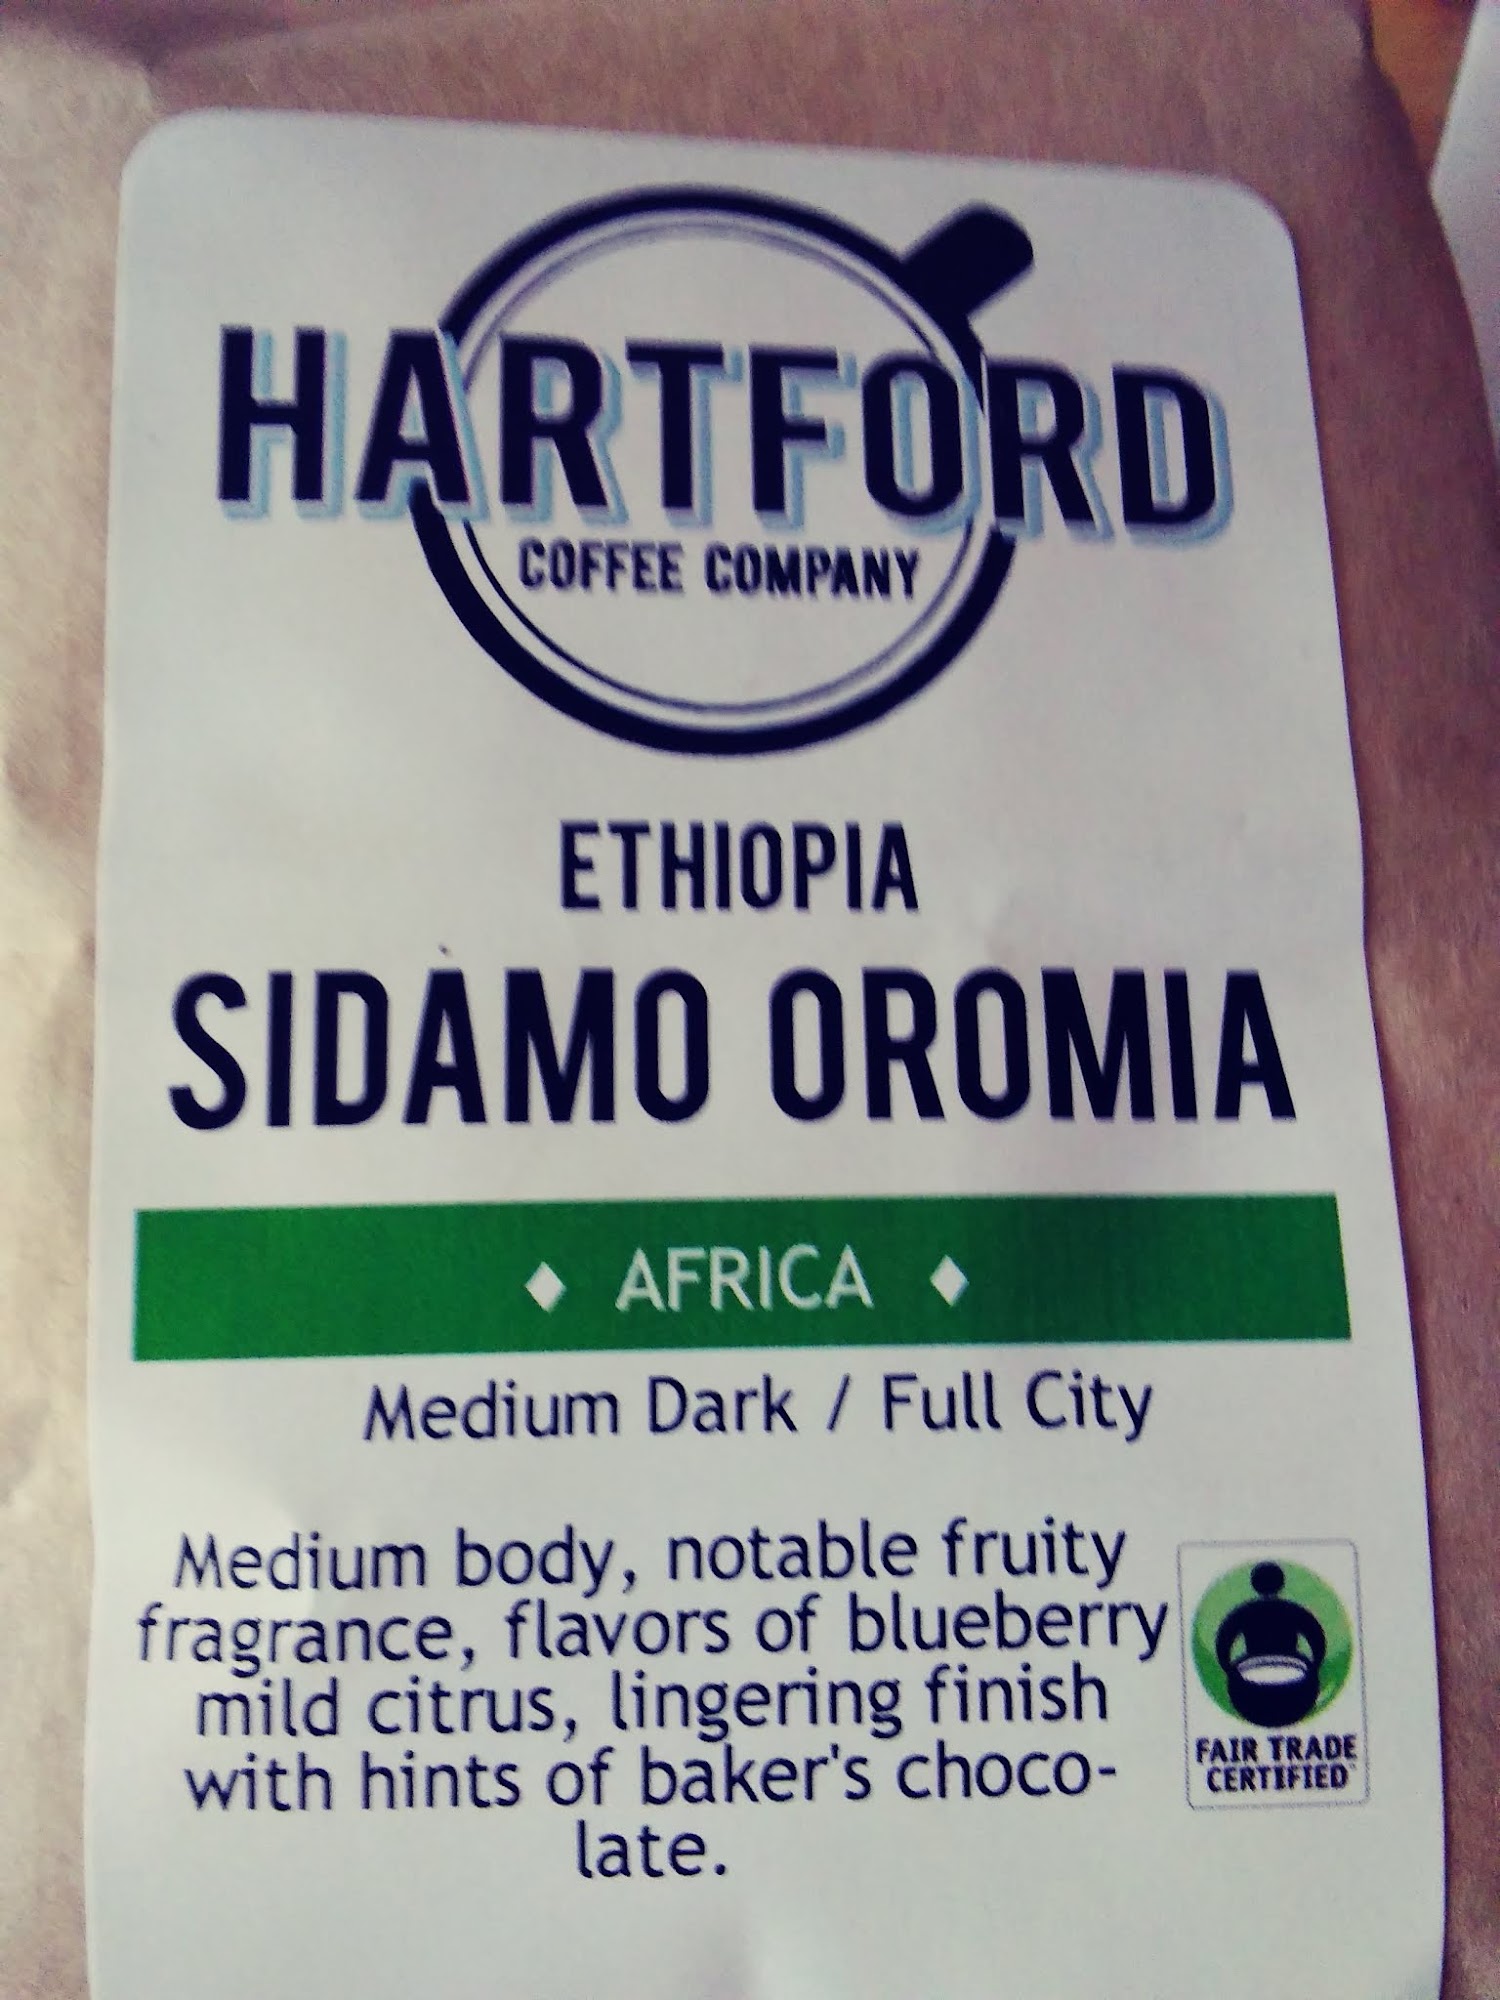 HARTFORD
COFFEE COMPANY
ETHIOPIA
SIDAMO OROMIA
♦ AFRICA ♦
Medium Dark / Full City
Medium body, notable fruity
fragrance, flavors of blueberry
mild citrus, lingering finish
with hints of baker's choco-
late.
FAIR TRADE
CERTIFIED™